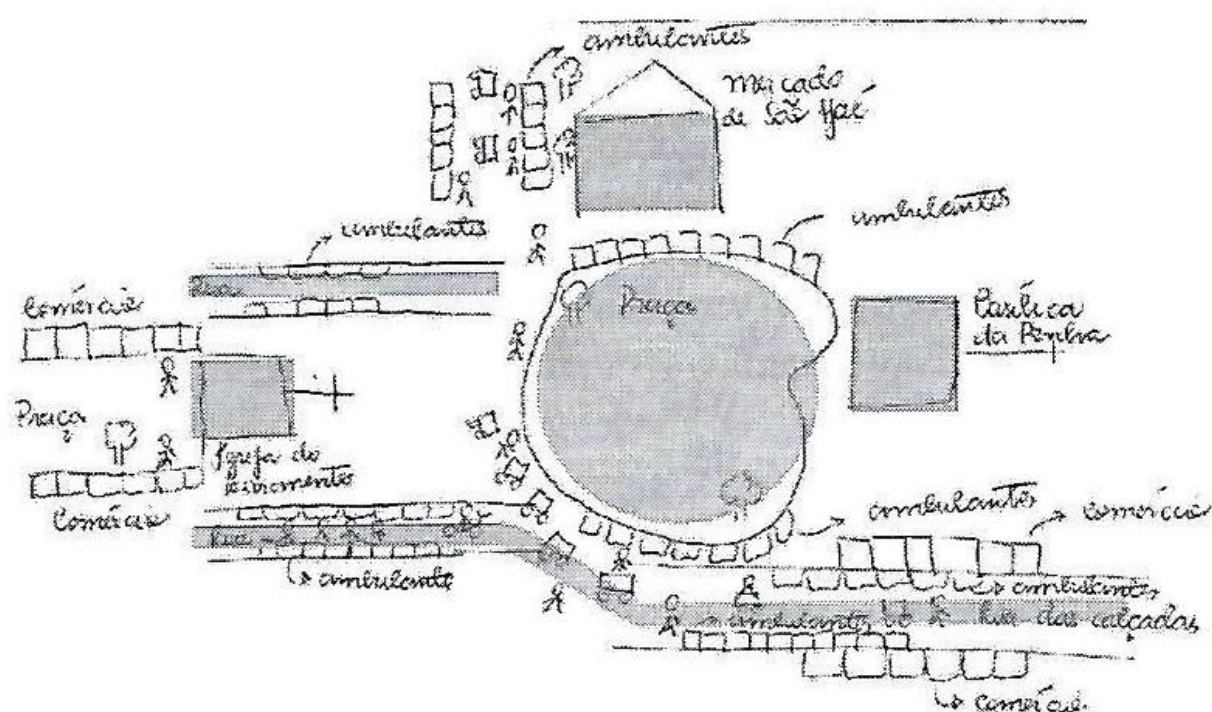 ambulantes
mercado
de São José
ambulantes
ambulantes
Rua
Comércio
Praça
Basílica
da Penha
Praça
Igreja do
Livramento
Comércio
ambulantes
comércio
Rua
ambulante
ambulantes
ambulantes
Rua das calçadas
comércio